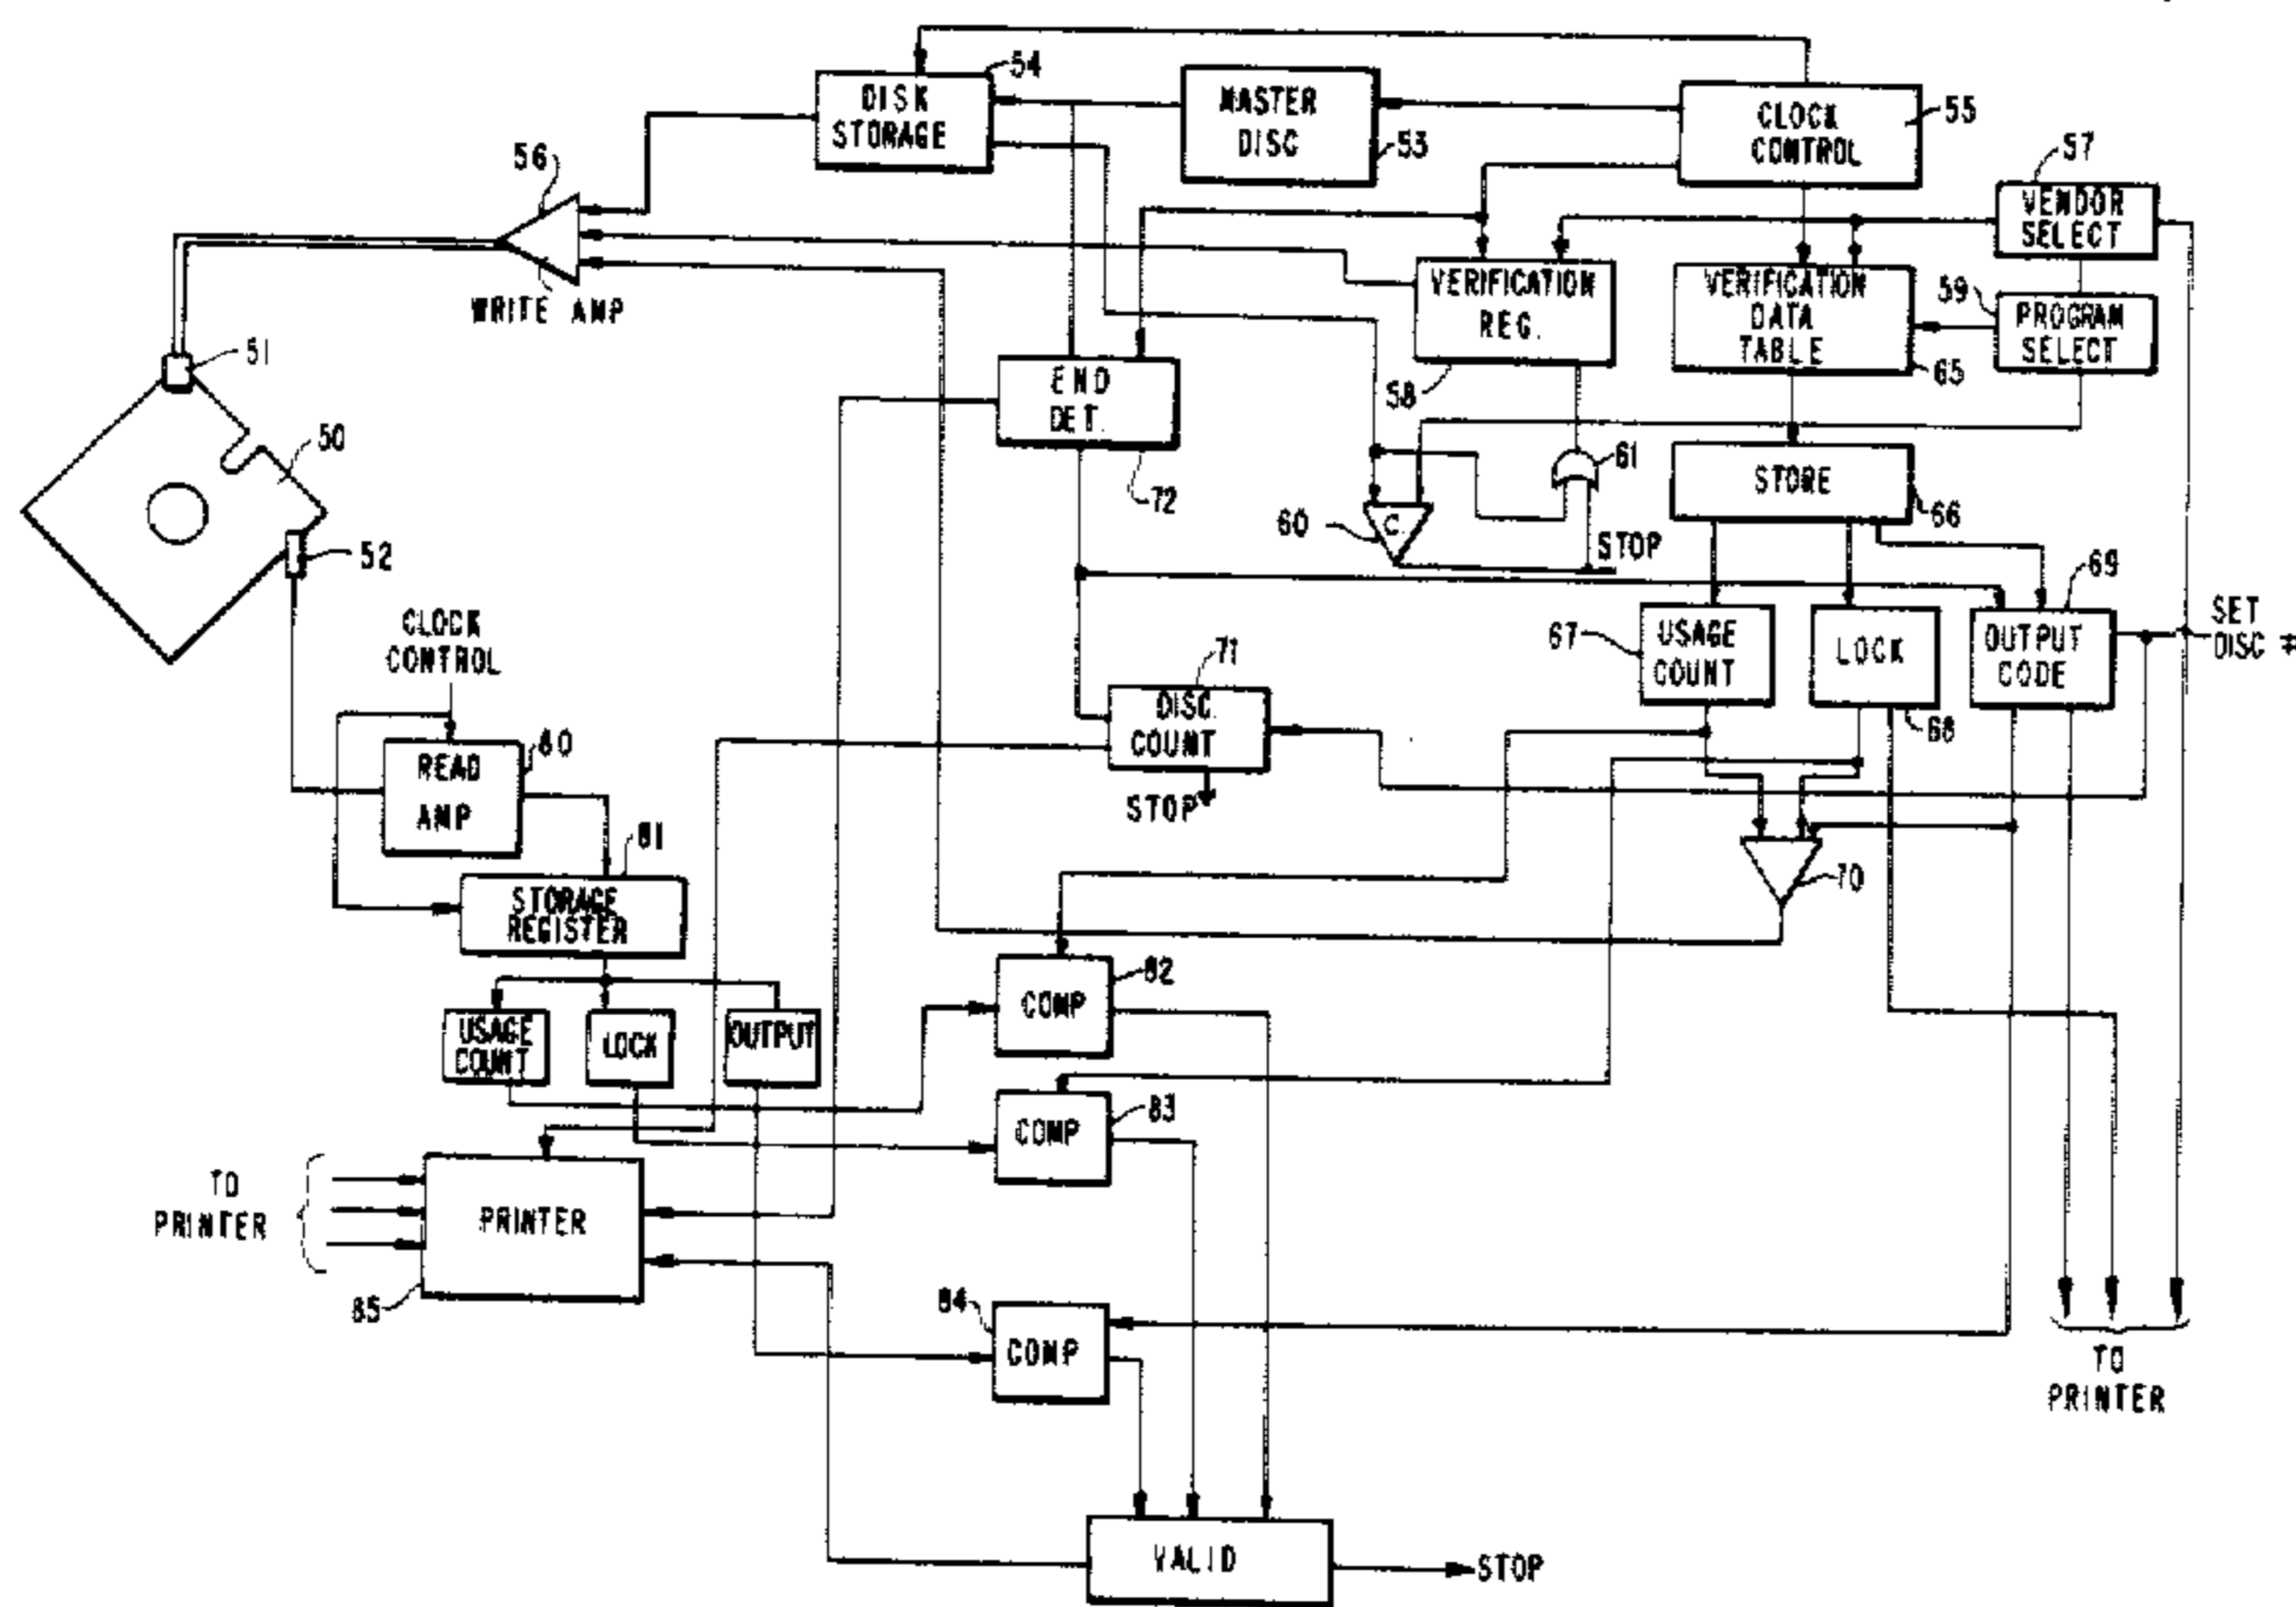 54
DISK
STORAGE
MASTER
DISC
53
CLOCK
CONTROL
55
57
VENDOR
SELECT
56
WRITE AMP
VERIFICATION
REG.
58
VERIFICATION
DATA
TABLE
65
59
PROGRAM
SELECT
51
50
52
END
DET.
72
61
60
C
STOP
STORE
66
67
USAGE
COUNT
LOCK
68
69
OUTPUT
CODE
SET
DISC #
CLOCK
CONTROL
71
DISC
COUNT
STOP
READ
AMP
80
70
81
STORAGE
REGISTER
USAGE
COUNT
LOCK
OUTPUT
COMP
82
COMP
83
TO
PRINTER
PRINTER
85
84
COMP
TO
PRINTER
VALID
STOP